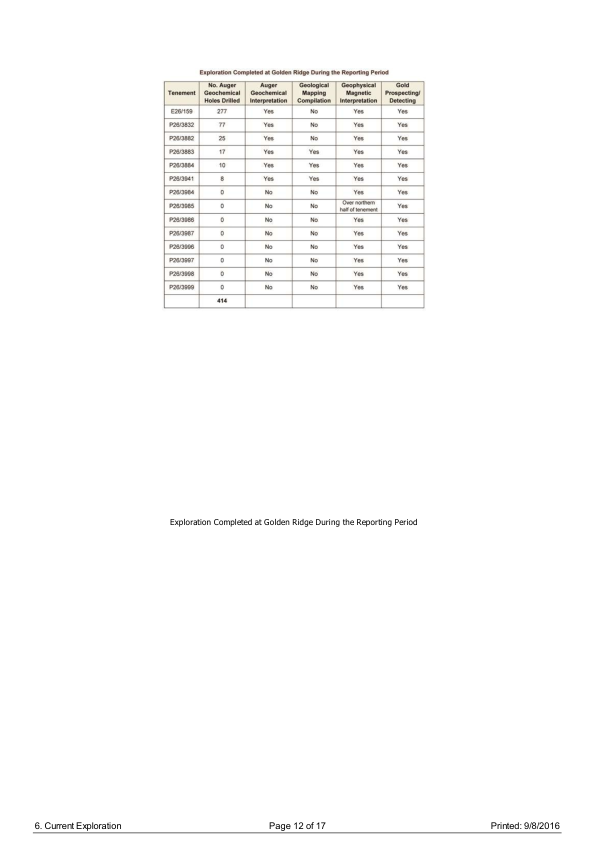 Exploration Completed at Golden Ridge During the Reporting Period
Tenement No. Auger Geochemical Holes Drilled Auger Geochemical Interpretation Geological Mapping Compilation Geophysical Magnetic Interpretation Gold Prospecting/ Detecting
E26/159 277 Yes No Yes Yes
P26/3832 77 Yes No Yes Yes
P26/3882 25 Yes No Yes Yes
P26/3883 17 Yes Yes Yes Yes
P26/3884 10 Yes Yes Yes Yes
P26/3941 8 Yes Yes Yes Yes
P26/3984 0 No No Yes Yes
P26/3985 0 No No Over northern half of tenement Yes
P26/3986 0 No No Yes Yes
P26/3987 0 No No Yes Yes
P26/3996 0 No No Yes Yes
P26/3997 0 No No Yes Yes
P26/3998 0 No No Yes Yes
P26/3999 0 No No Yes Yes
414
Exploration Completed at Golden Ridge During the Reporting Period
6. Current Exploration Page 12 of 17 Printed: 9/8/2016